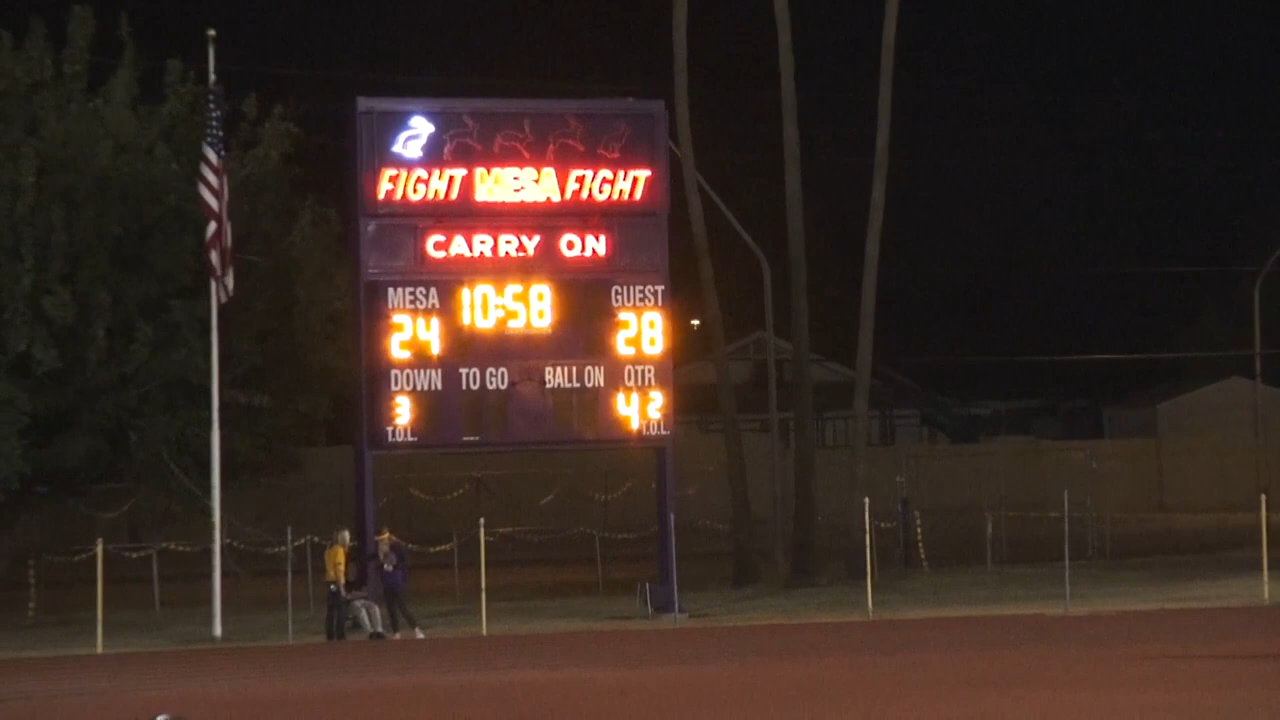 FIGHT MESA FIGHT
CARRY ON
MESA 10:58 GUEST
24 28
DOWN TO GO BALL ON QTR
3 4 2
T.O.L. T.O.L.